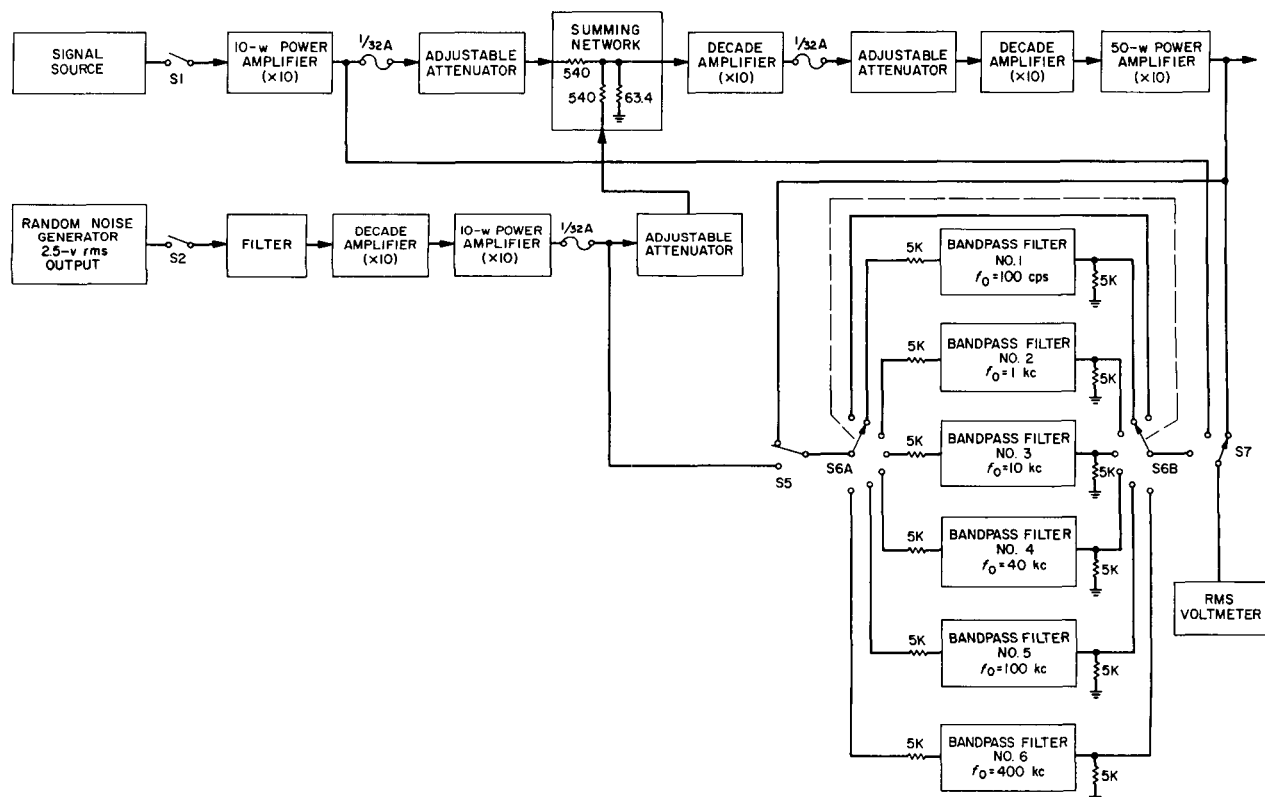 SIGNAL
SOURCE
S1
10-w POWER
AMPLIFIER
(×10)
1/32A
ADJUSTABLE
ATTENUATOR
SUMMING
NETWORK
540
540
63.4
DECADE
AMPLIFIER
(×10)
1/32A
ADJUSTABLE
ATTENUATOR
DECADE
AMPLIFIER
(×10)
50-w POWER
AMPLIFIER
(×10)
RANDOM NOISE
GENERATOR
2.5-v rms
OUTPUT
S2
FILTER
DECADE
AMPLIFIER
(×10)
10-w POWER
AMPLIFIER
(×10)
1/32A
ADJUSTABLE
ATTENUATOR
5K
BANDPASS FILTER
NO. 1
f0=100 cps
5K
5K
BANDPASS FILTER
NO. 2
f0=1 kc
5K
5K
BANDPASS FILTER
NO. 3
f0=10 kc
5K
S5
S6A
S6B
S7
5K
BANDPASS FILTER
NO. 4
f0=40 kc
5K
RMS
VOLTMETER
5K
BANDPASS FILTER
NO. 5
f0=100 kc
5K
5K
BANDPASS FILTER
NO. 6
f0=400 kc
5K